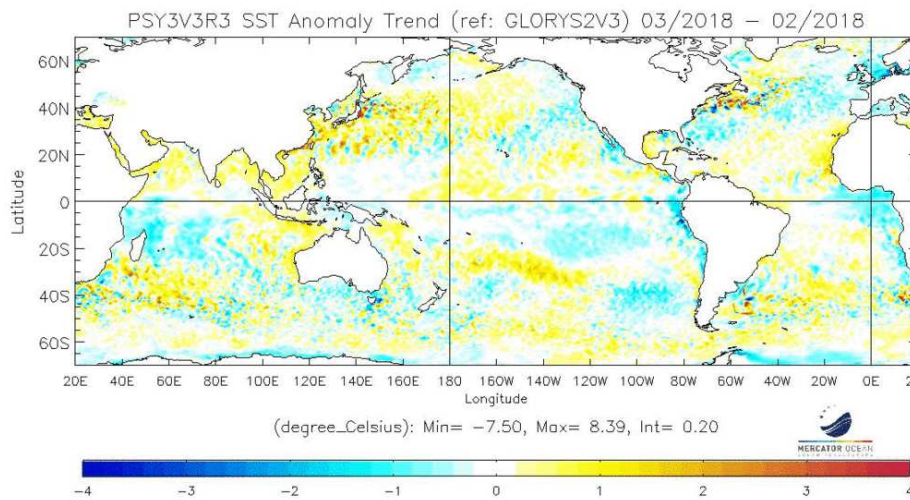 PSY3V3R3 SST Anomaly Trend (ref: GLORYS2V3) 03/2018 − 02/2018
60N
40N
20N
0
20S
40S
60S
Latitude
20E 40E 60E 80E 100E 120E 140E 160E 180 160W 140W 120W 100W 80W 60W 40W 20W 0E 2
Longitude
(degree_Celsius): Min= −7.50, Max= 8.39, Int= 0.20
MERCATOR OCEAN
−4 −3 −2 −1 0 1 2 3 4